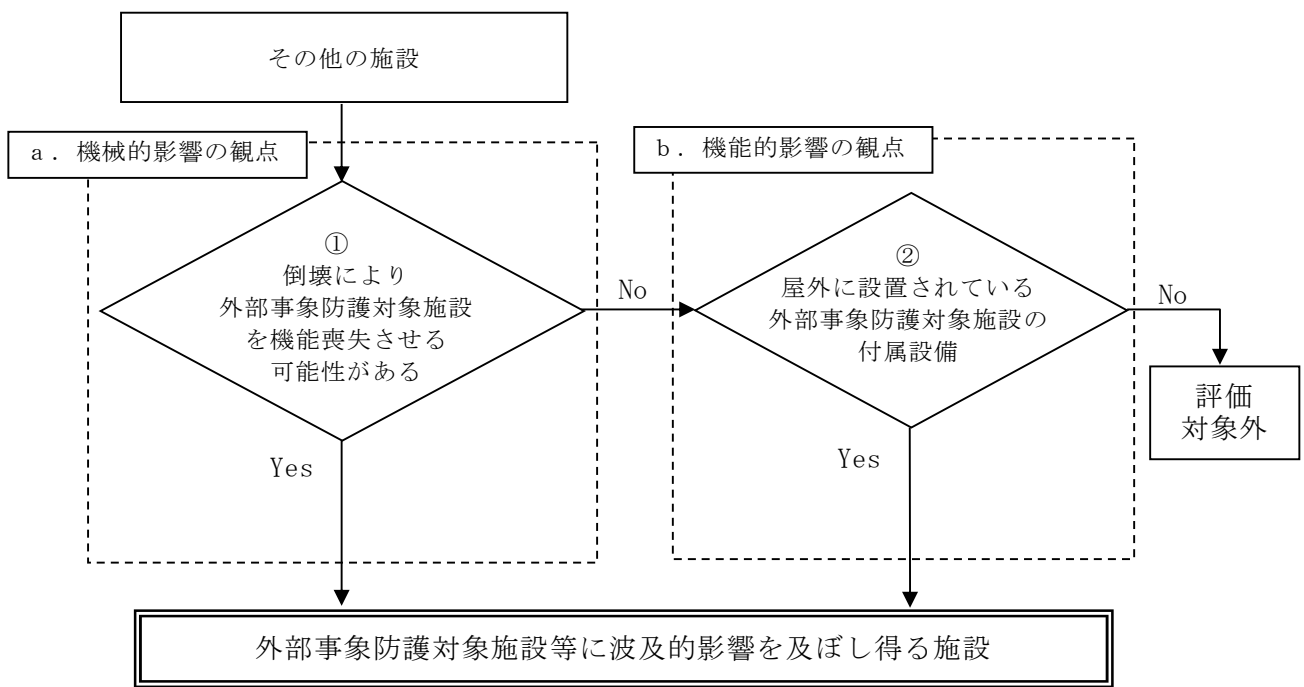 その他の施設
a．機械的影響の観点
b．機能的影響の観点
①
倒壊により
外部事象防護対象施設
を機能喪失させる
可能性がある
No
②
屋外に設置されている
外部事象防護対象施設の
付属設備
No
評価
対象外
Yes
Yes
外部事象防護対象施設等に波及的影響を及ぼし得る施設